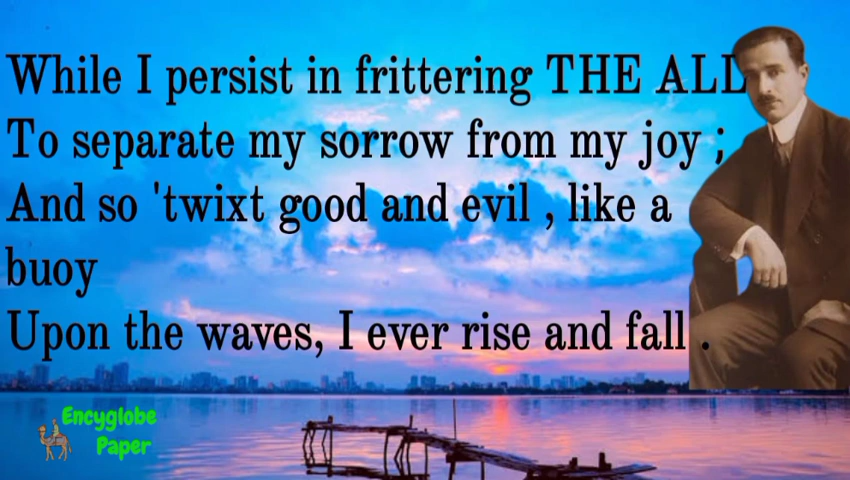 While I persist in frittering THE ALL
To separate my sorrow from my joy ;
And so 'twixt good and evil , like a
buoy
Upon the waves, I ever rise and fall .
Encyglobe
Paper